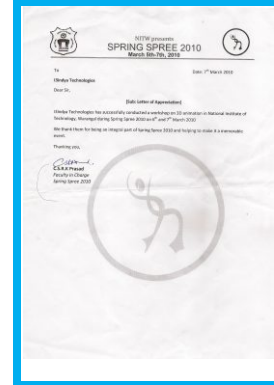 NITW presents
SPRING SPREE 2010
March 5th-7th, 2010
To
Date: 7th March 2010
iSindya Technologies
Dear Sir,
(Sub: Letter of Appreciation)
iSindya Technologies has successfully conducted a workshop on 3D animation in National Institute of
Technology, Warangal during Spring Spree 2010 on 6th and 7th March 2010
We thank them for being an integral part of Spring Spree 2010 and helping to make it a memorable
event.
Thanking you,
C.S.R.K Prasad
Faculty in Charge
Spring Spree 2010